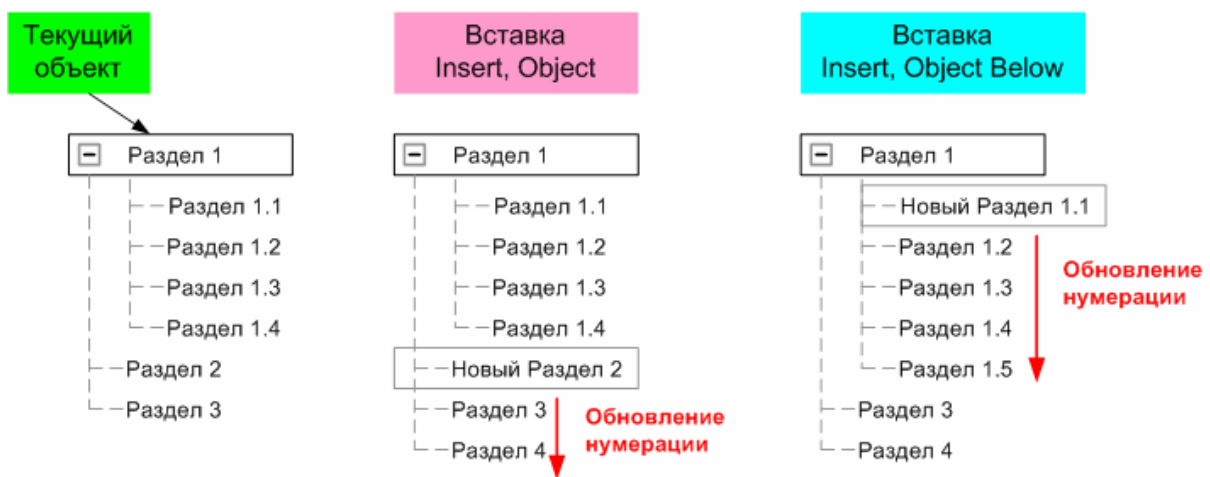 Текущий
объект
Раздел 1
Раздел 1.1
Раздел 1.2
Раздел 1.3
Раздел 1.4
Раздел 2
Раздел 3
Вставка
Insert, Object
Раздел 1
Раздел 1.1
Раздел 1.2
Раздел 1.3
Раздел 1.4
Новый Раздел 2
Раздел 3
Раздел 4
Обновление
нумерации
Вставка
Insert, Object Below
Раздел 1
Новый Раздел 1.1
Раздел 1.2
Раздел 1.3
Раздел 1.4
Раздел 1.5
Раздел 3
Раздел 4
Обновление
нумерации